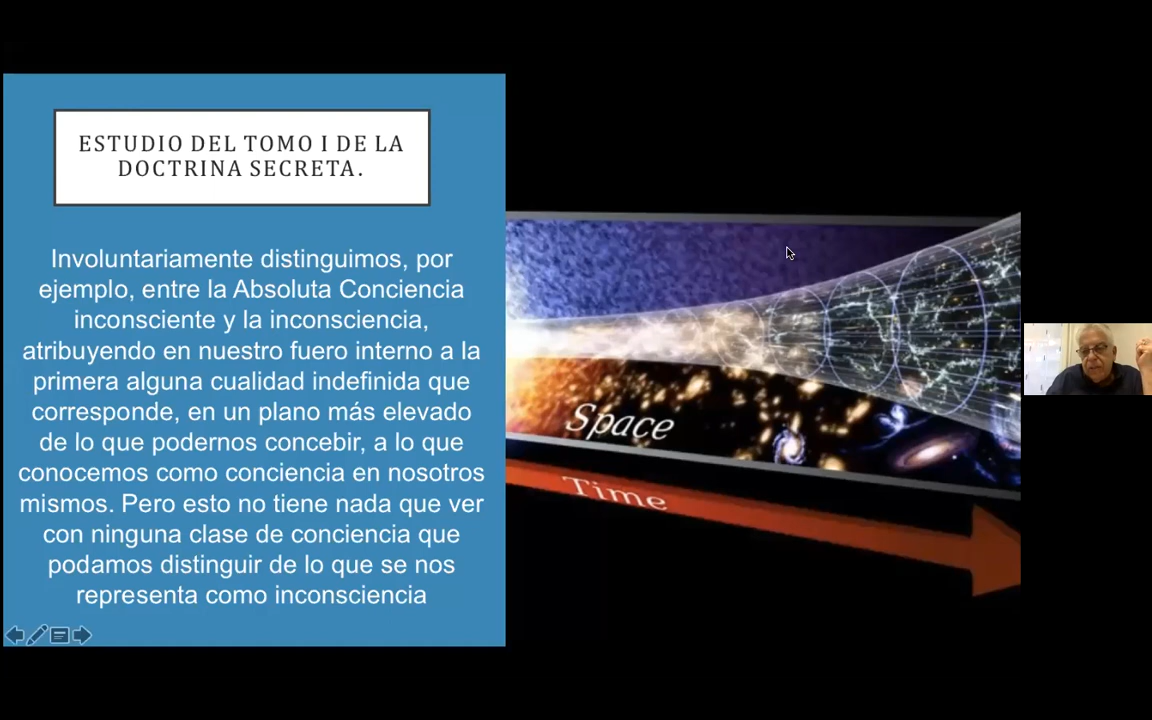 ESTUDIO DEL TOMO I DE LA
DOCTRINA SECRETA.
Involuntariamente distinguimos, por
ejemplo, entre la Absoluta Conciencia
inconsciente y la inconsciencia,
atribuyendo en nuestro fuero interno a la
primera alguna cualidad indefinida que
corresponde, en un plano más elevado
de lo que podernos concebir, a lo que
conocemos como conciencia en nosotros
mismos. Pero esto no tiene nada que ver
con ninguna clase de conciencia que
podamos distinguir de lo que se nos
representa como inconsciencia
Space
Time